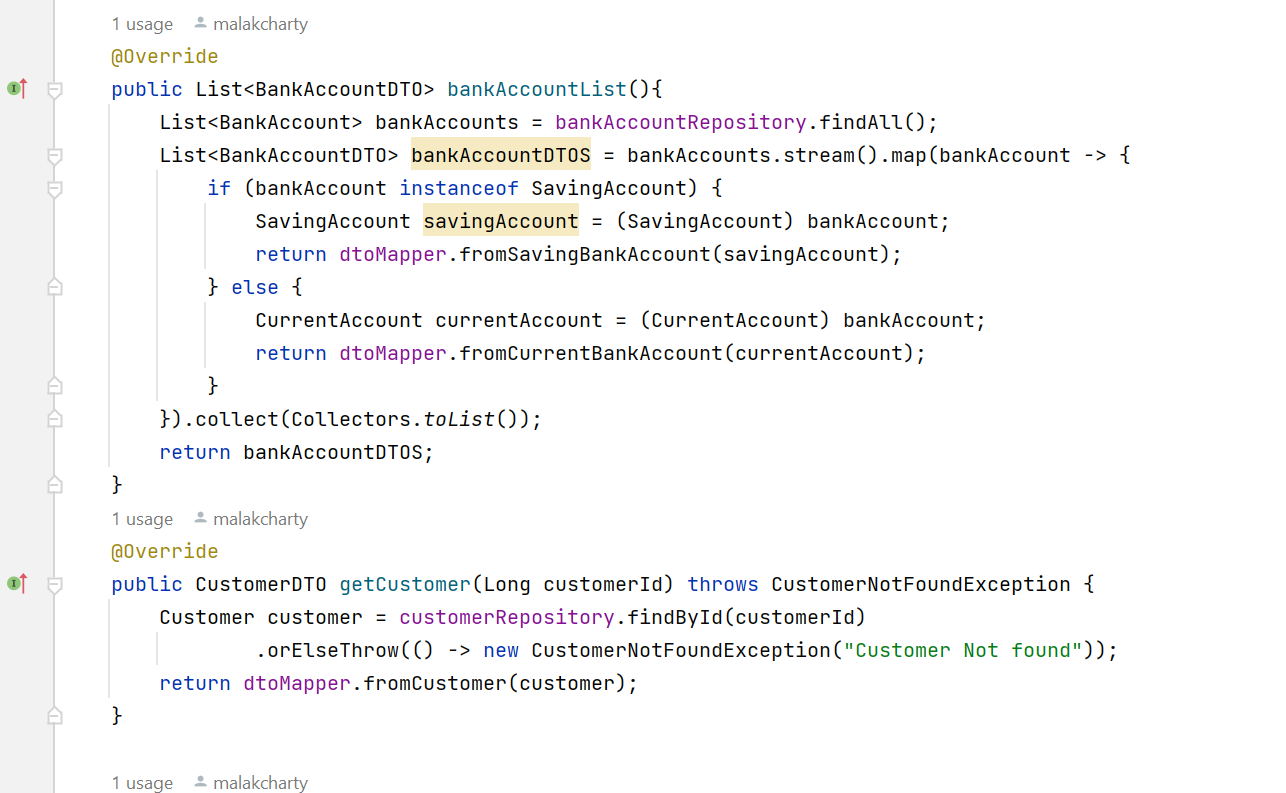 1 usage malakcharty
@Override
public List<BankAccountDTO> bankAccountList(){
    List<BankAccount> bankAccounts = bankAccountRepository.findAll();
    List<BankAccountDTO> bankAccountDTOS = bankAccounts.stream().map(bankAccount -> {
        if (bankAccount instanceof SavingAccount) {
            SavingAccount savingAccount = (SavingAccount) bankAccount;
            return dtoMapper.fromSavingBankAccount(savingAccount);
        } else {
            CurrentAccount currentAccount = (CurrentAccount) bankAccount;
            return dtoMapper.fromCurrentBankAccount(currentAccount);
        }
    }).collect(Collectors.toList());
    return bankAccountDTOS;
}
1 usage malakcharty
@Override
public CustomerDTO getCustomer(Long customerId) throws CustomerNotFoundException {
    Customer customer = customerRepository.findById(customerId)
            .orElseThrow(() -> new CustomerNotFoundException("Customer Not found"));
    return dtoMapper.fromCustomer(customer);
}
1 usage malakcharty